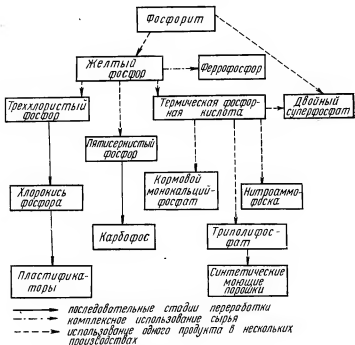 Фосфорит
Желтый
фосфор
Феррофосфор
Треххлористый
фосфор
Термическая фосфор-
ная кислота
Двойный
суперфосфат
Пятисернистый
фосфор
Хлорокись
фосфора
Кормовой
монокальций-
фосфат
Нитроаммо-
фоска
Карбофос
Триполифос-
фат
Пластифика-
торы
Синтетические
моющие
порошки
последовательные стадии переработки
комплексное использование сырья
использование одного продукта в нескольких
производствах